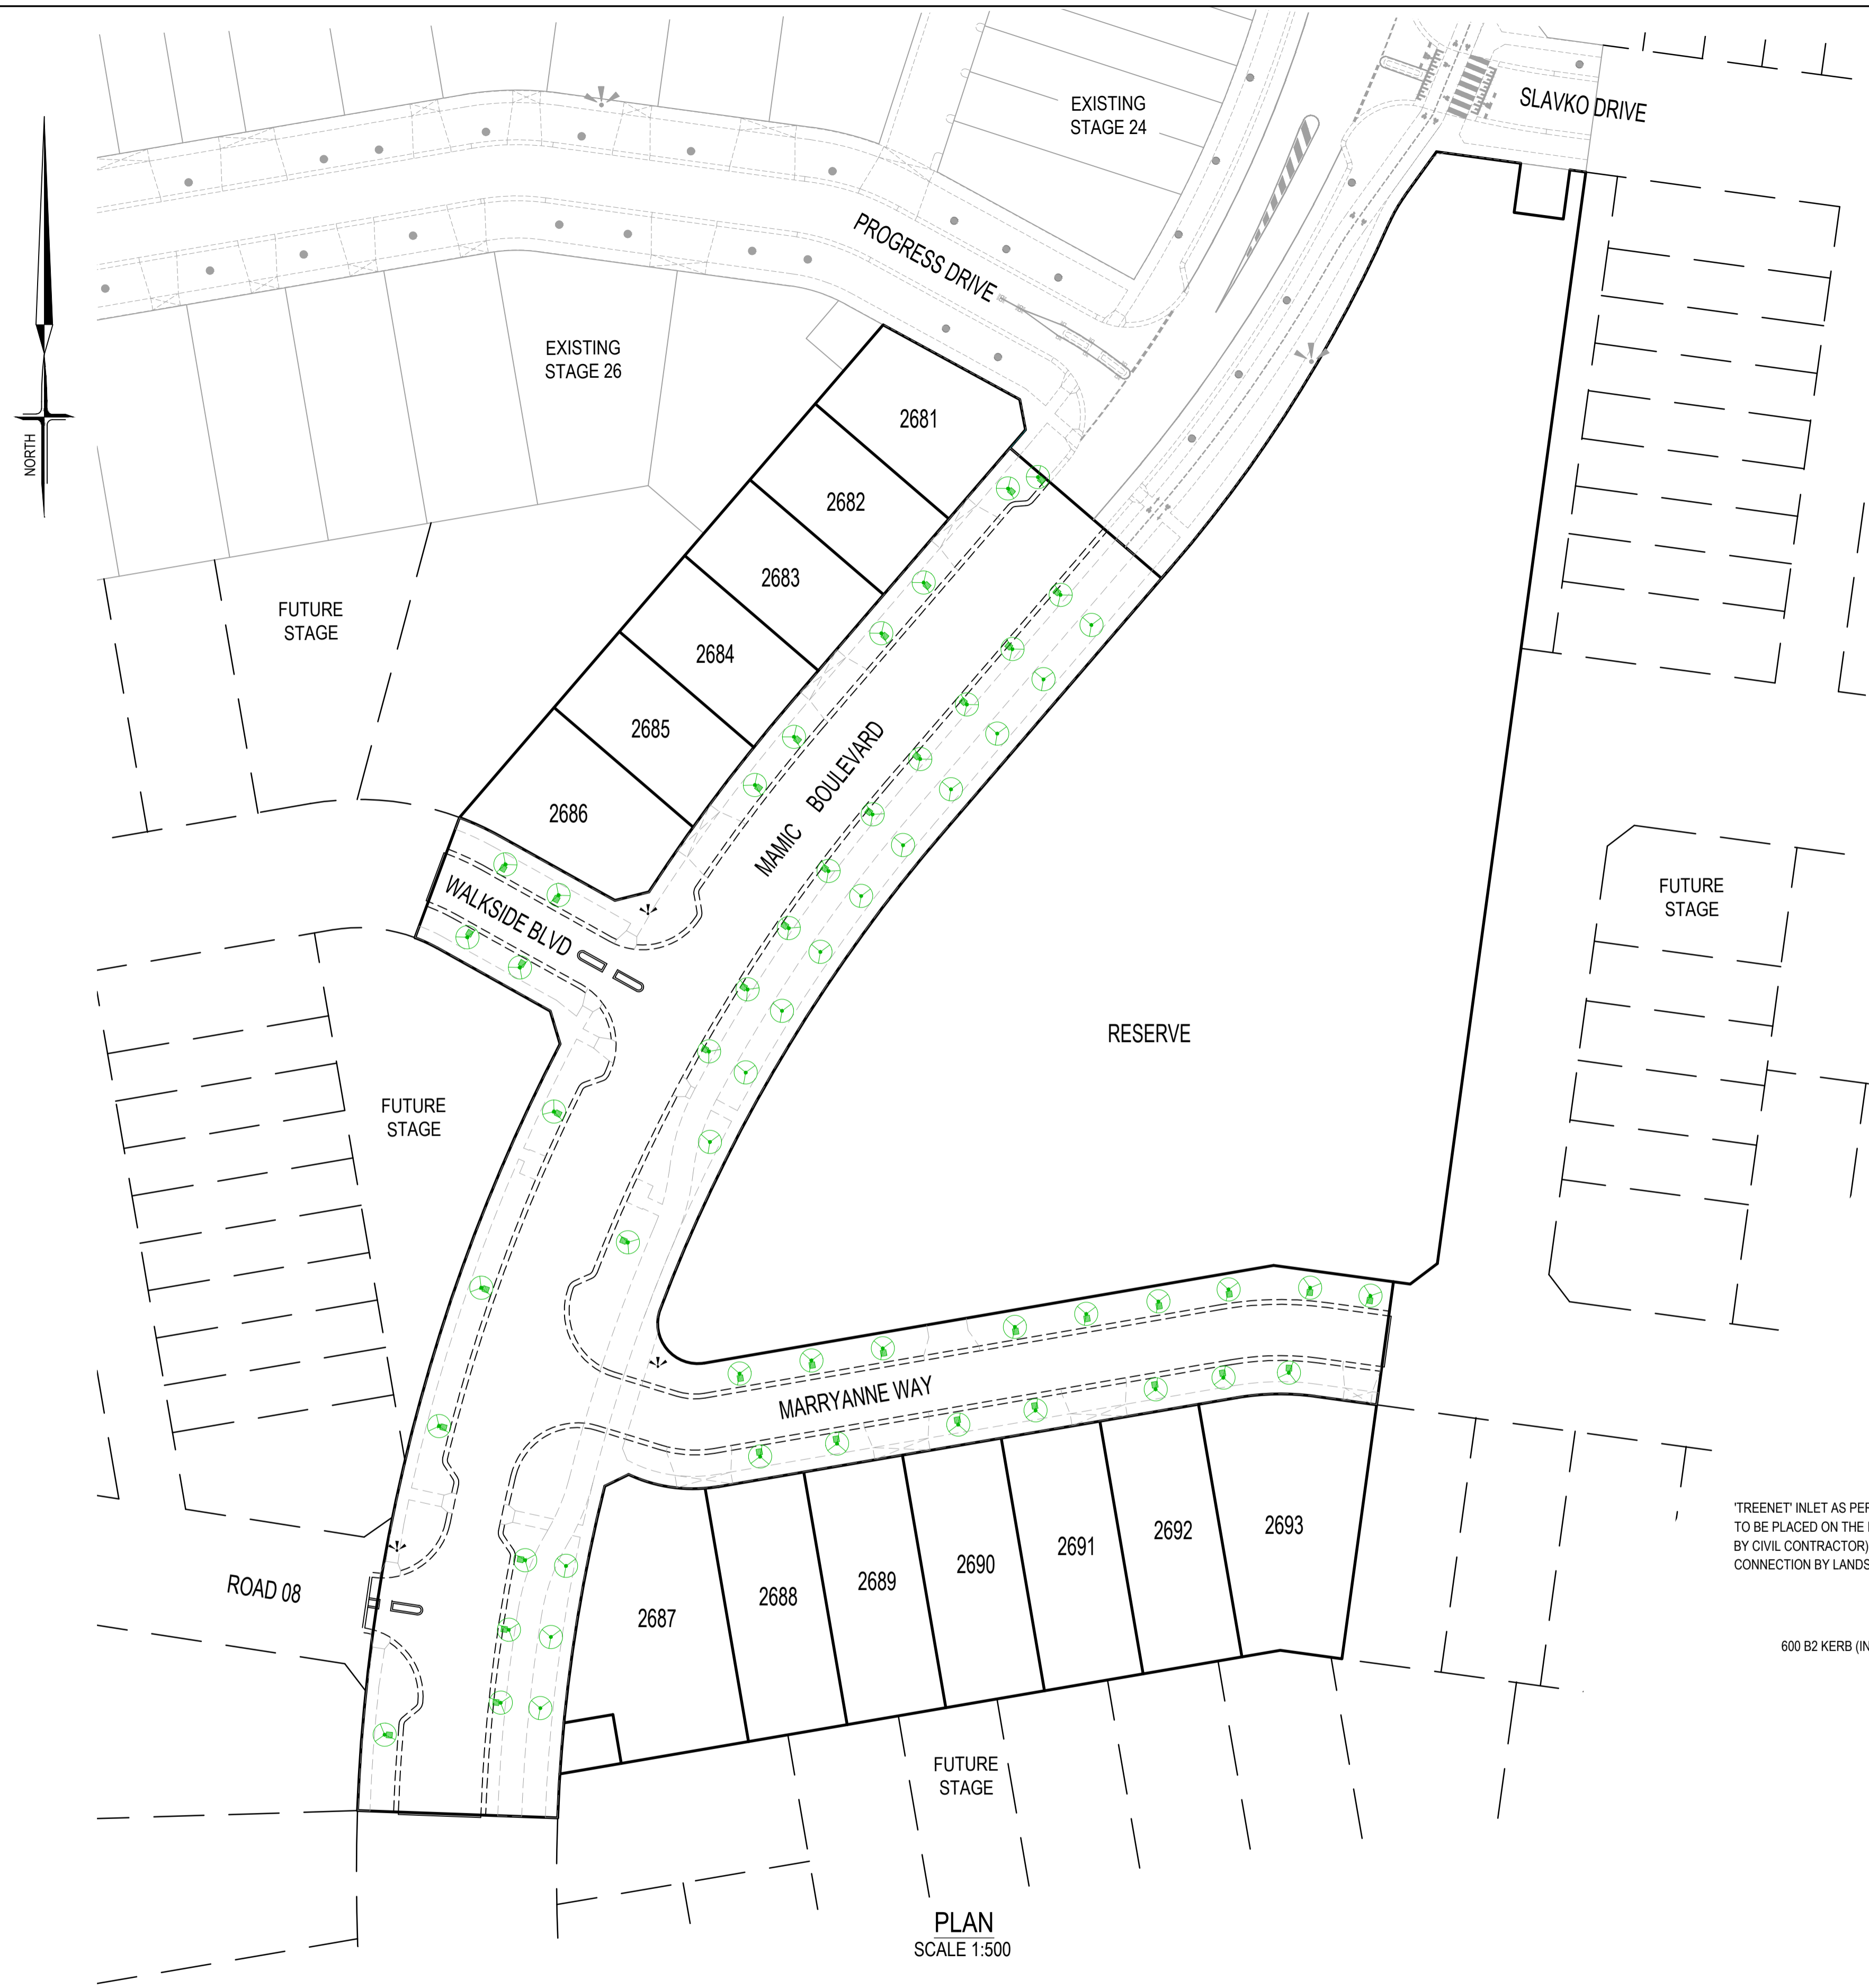 SLAVKO DRIVE
EXISTING
STAGE 24
PROGRESS DRIVE
EXISTING
STAGE 26
NORTH
2681
2682
2683
FUTURE
STAGE
2684
2685
2686
MAMIC BOULEVARD
WALKSIDE BLVD
FUTURE
STAGE
RESERVE
FUTURE
STAGE
MARRYANNE WAY
ROAD 08
2687
2688
2689
2690
2691
2692
2693
'TREENET' INLET AS PER
TO BE PLACED ON THE
BY CIVIL CONTRACTOR)
CONNECTION BY
600 B2 KERB
FUTURE
STAGE
PLAN
SCALE 1:500